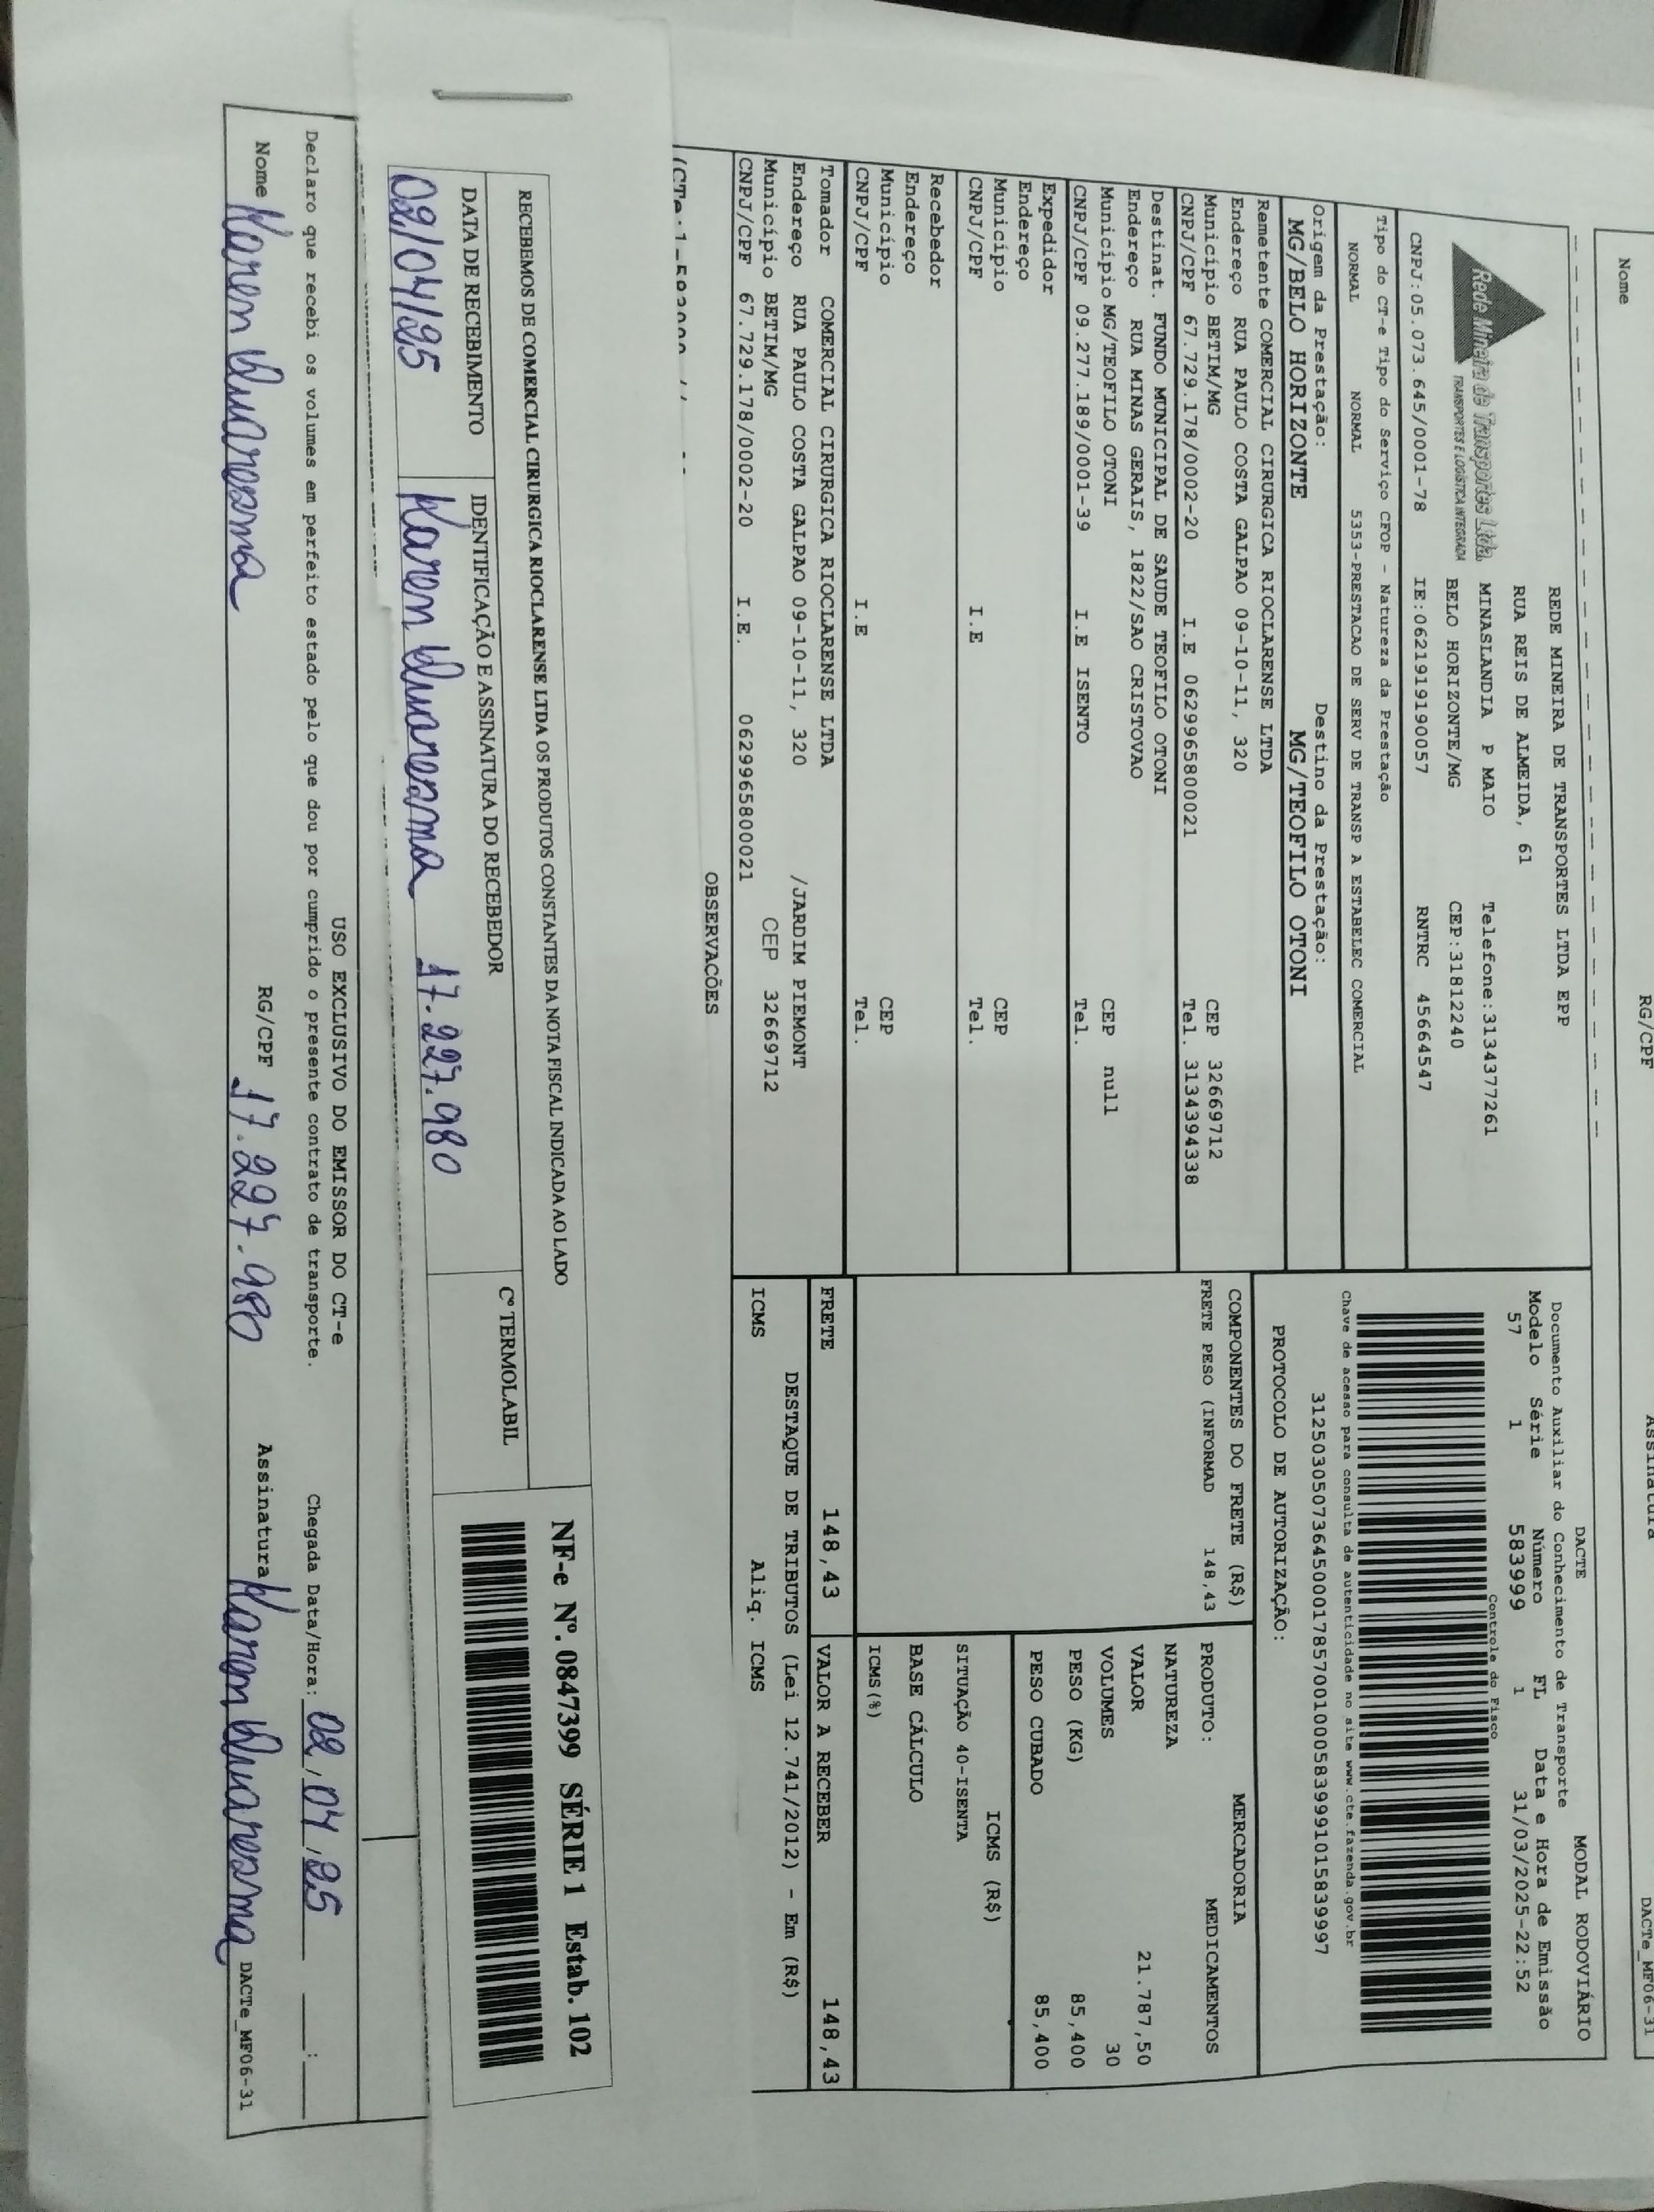 Nome RG/CPF Assinatura DACTe_MF06-31
Rede Mineira de Transportes Ltda.
TRANSPORTES E LOGÍSTICA INTEGRADA
REDE MINEIRA DE TRANSPORTES LTDA EPP
RUA REIS DE ALMEIDA, 61
MINASLANDIA P MAIO Telefone:3134377261
BELO HORIZONTE/MG CEP:31812240
CNPJ:05.073.645/0001-78 IE:0621919190057 RNTRC 45664547
DACTE MODAL RODOVIÁRIO
Documento Auxiliar do Conhecimento de Transporte
Modelo Série Número FL Data e Hora de Emissão
57 1 583999 1 31/03/2025-22:52
Controle do Fisco
Chave de acesso para consulta de autenticidade no site www.cte.fazenda.gov.br
31250305073645000178570010005839991015839997
PROTOCOLO DE AUTORIZAÇÃO:
Tipo do CT-e Tipo do Serviço CFOP - Natureza da Prestação
NORMAL NORMAL 5353-PRESTACAO DE SERV DE TRANSP A ESTABELEC COMERCIAL
Origem da Prestação: Destino da Prestação:
MG/BELO HORIZONTE MG/TEOFILO OTONI
Remetente COMERCIAL CIRURGICA RIOCLARENSE LTDA
Endereço RUA PAULO COSTA GALPAO 09-10-11, 320
Município BETIM/MG CEP 32669712
CNPJ/CPF 67.729.178/0002-20 I.E 0629965800021 Tel. 3134394338
Destinat. FUNDO MUNICIPAL DE SAUDE TEOFILO OTONI
Endereço RUA MINAS GERAIS, 1822/SAO CRISTOVAO
Município MG/TEOFILO OTONI CEP null
CNPJ/CPF 09.277.189/0001-39 I.E ISENTO Tel.
Expedidor
Endereço
Município CEP
CNPJ/CPF I.E Tel.
Recebedor
Endereço
Município CEP
CNPJ/CPF I.E Tel.
Tomador COMERCIAL CIRURGICA RIOCLARENSE LTDA
Endereço RUA PAULO COSTA GALPAO 09-10-11, 320 /JARDIM PIEMONT
Município BETIM/MG CEP 32669712
CNPJ/CPF 67.729.178/0002-20 I.E. 0629965800021
COMPONENTES DO FRETE (R$)
FRETE PESO (INFORMAD 148,43
MERCADORIA
PRODUTO: MEDICAMENTOS
NATUREZA
VALOR 21.787,50
VOLUMES 30
PESO (KG) 85,400
PESO CUBADO 85,400
ICMS (R$)
SITUAÇÃO 40-ISENTA
BASE CÁLCULO
ICMS(%)
FRETE 148,43 VALOR A RECEBER 148,43
DESTAQUE DE TRIBUTOS (Lei 12.741/2012) - Em (R$)
ICMS Aliq. ICMS
OBSERVAÇÕES
RECEBEMOS DE COMERCIAL CIRURGICA RIOCLARENSE LTDA OS PRODUTOS CONSTANTES DA NOTA FISCAL INDICADA AO LADO
DATA DE RECEBIMENTO IDENTIFICAÇÃO E ASSINATURA DO RECEBEDOR Cº TERMOLABIL
02/04/25 Karem Quaresma 17.227.980
NF-e Nº. 0847399 SÉRIE 1 Estab. 102
USO EXCLUSIVO DO EMISSOR DO CT-e
Declaro que recebi os volumes em perfeito estado pelo que dou por cumprido o presente contrato de transporte. Chegada Data/Hora: 02/04/25 :
Nome Karem Quaresma RG/CPF 17.227.980 Assinatura Karem Quaresma DACTe_MF06-31